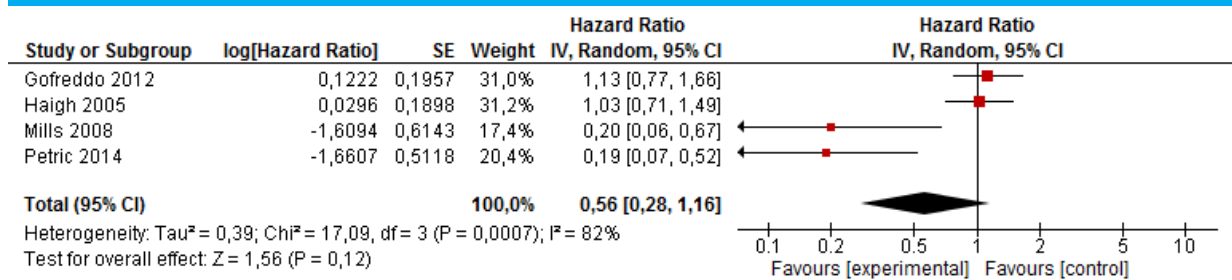 Hazard Ratio Hazard Ratio
Study or Subgroup log[Hazard Ratio] SE Weight IV, Random, 95% CI IV, Random, 95% CI
Gofreddo 2012 0,1222 0,1957 31,0% 1,13 [0,77, 1,66]
Haigh 2005 0,0296 0,1898 31,2% 1,03 [0,71, 1,49]
Mills 2008 -1,6094 0,6143 17,4% 0,20 [0,06, 0,67]
Petric 2014 -1,6607 0,5118 20,4% 0,19 [0,07, 0,52]
Total (95% CI) 100,0% 0,56 [0,28, 1,16]
Heterogeneity: Tau² = 0,39; Chi² = 17,09, df = 3 (P = 0,0007); I² = 82%
Test for overall effect: Z = 1,56 (P = 0,12)
0.1 0.2 0.5 1 2 5 10
Favours [experimental] Favours [control]